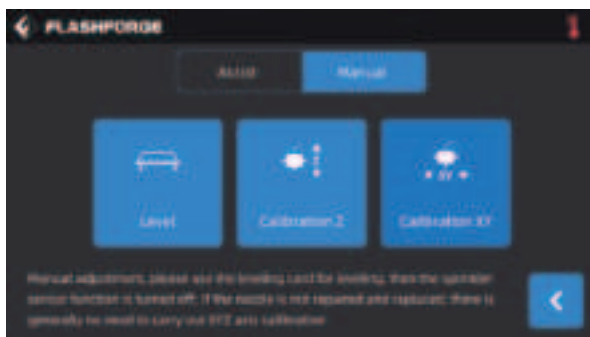 FLASHFORGE
Assist Manual
Level Calibration Z Calibration XY
Manual adjustment, please use the leveling card for leveling, then the sprinkler
sensor function is turned off. If the nozzle is not repaired and replaced, there is
generally no need to carry out XYZ axis calibration